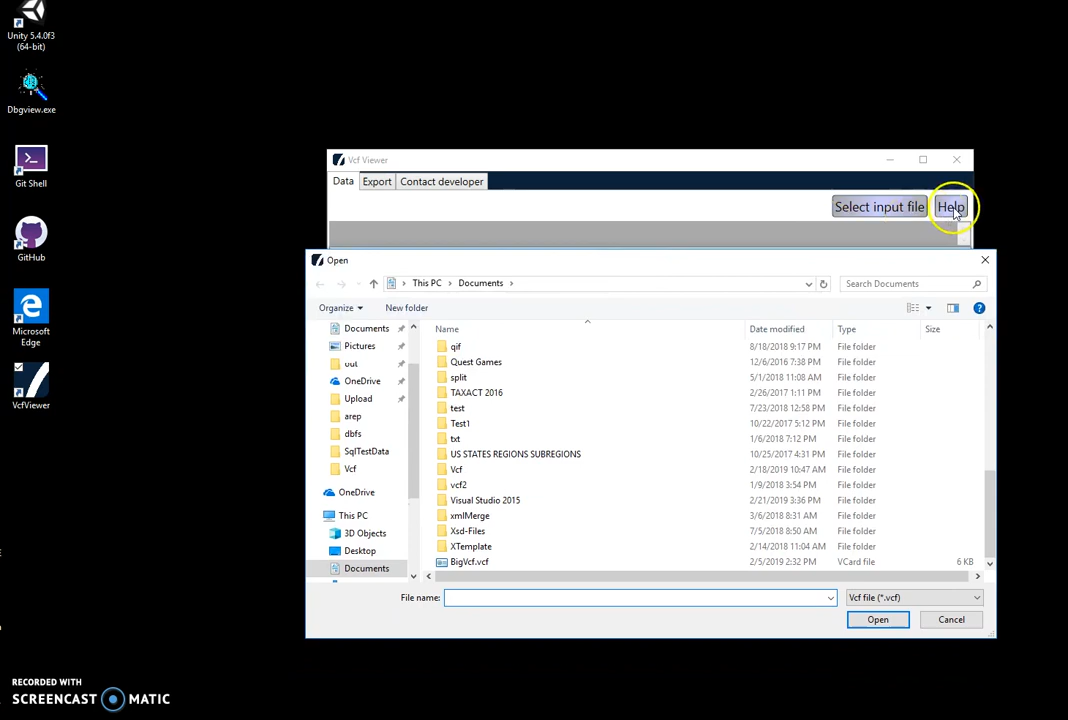 Unity 5.4.0f3
(64-bit)
Dbgview.exe
Git Shell
GitHub
Microsoft
Edge
VcfViewer
Vcf Viewer
Data Export Contact developer
Select input file Help
Open
This PC Documents
Search Documents
Organize New folder
Name Date modified Type Size
Documents
Pictures
out
OneDrive
Upload
arep
dbfs
SqlTestData
Vcf
OneDrive
This PC
3D Objects
Desktop
Documents
qif 8/18/2018 9:17 PM File folder
Quest Games 12/6/2016 7:38 PM File folder
split 5/1/2018 11:08 AM File folder
TAXACT 2016 2/26/2017 1:11 PM File folder
test 7/23/2018 12:58 PM File folder
Test1 10/22/2017 5:12 PM File folder
txt 1/6/2018 7:12 PM File folder
US STATES REGIONS SUBREGIONS 10/25/2017 4:31 PM File folder
Vcf 2/18/2019 10:47 AM File folder
vcf2 1/9/2018 3:54 PM File folder
Visual Studio 2015 2/21/2019 3:36 PM File folder
xmlMerge 3/6/2018 8:31 AM File folder
Xsd-Files 7/5/2018 8:50 AM File folder
XTemplate 2/14/2018 11:04 AM File folder
BigVcf.vcf 2/5/2019 2:32 PM VCard file 6 KB
File name: Vcf file (*.vcf)
Open Cancel
RECORDED WITH
SCREENCAST MATIC